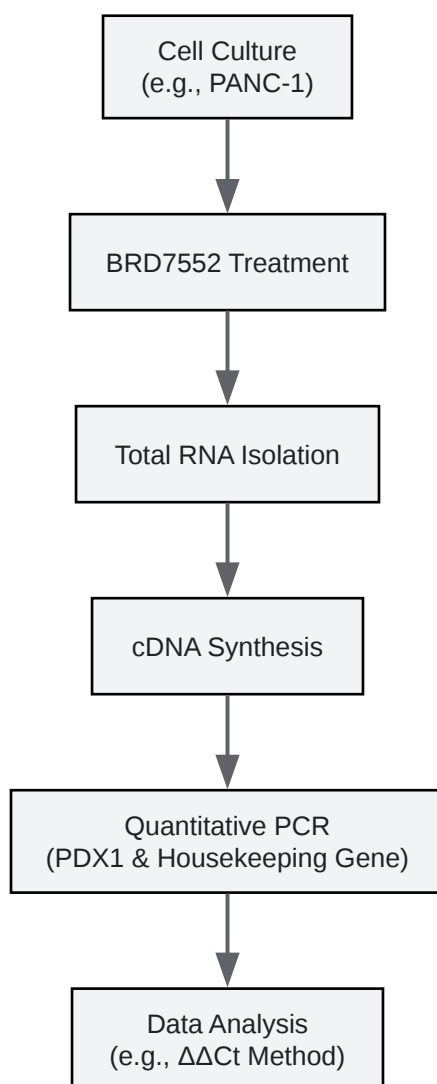 Cell Culture
(e.g., PANC-1)
BRD7552 Treatment
Total RNA Isolation
cDNA Synthesis
Quantitative PCR
(PDX1 & Housekeeping Gene)
Data Analysis
(e.g., ΔΔCt Method)